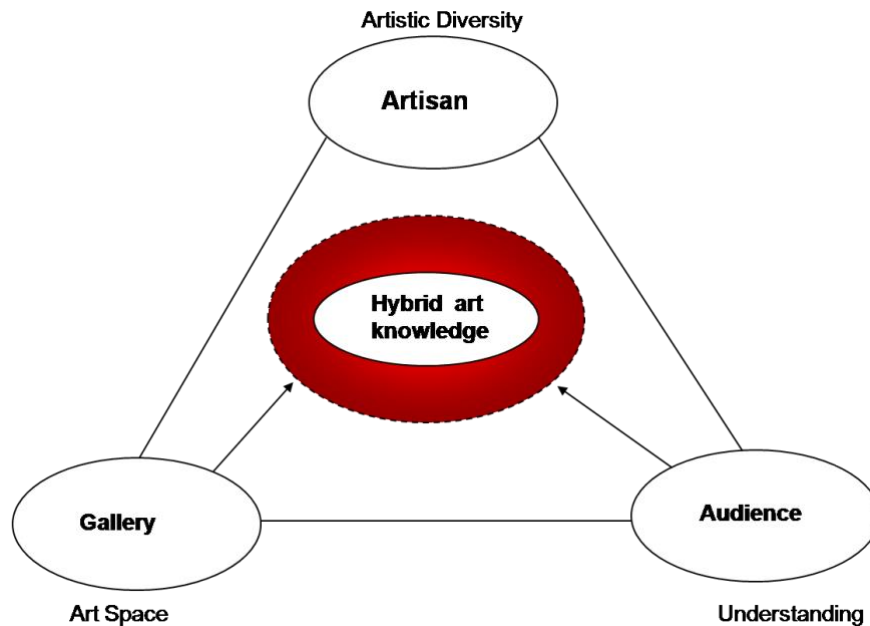 Artistic Diversity
Artisan
Hybrid art
knowledge
Gallery
Audience
Art Space
Understanding